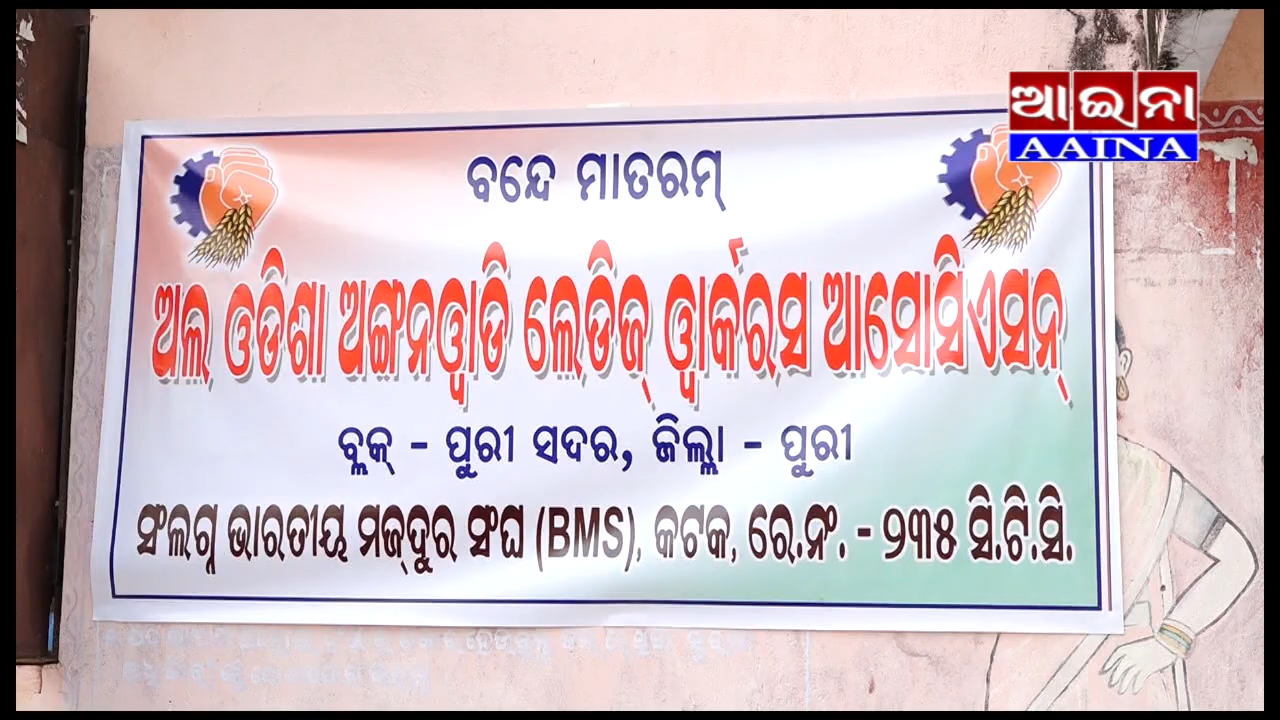 ଆଇନା
AAINA
ବନ୍ଦେ ମାତରମ୍
ଅଲ ଓଡିଶା ଅଙ୍ଗନୱାଡି ଲେଡିଜ୍ ୱାର୍କରସ ଆସୋସିଏସନ୍
ବ୍ଲକ୍ - ପୁରୀ ସଦର, ଜିଲ୍ଲା - ପୁରୀ
ସଂଲଗ୍ନ ଭାରତୀୟ ମଜ୍‌ଦୁର ସଂଘ (BMS), କଟକ, ରେ.ନଂ. - ୨୩୫ ସି.ଟି.ସି.